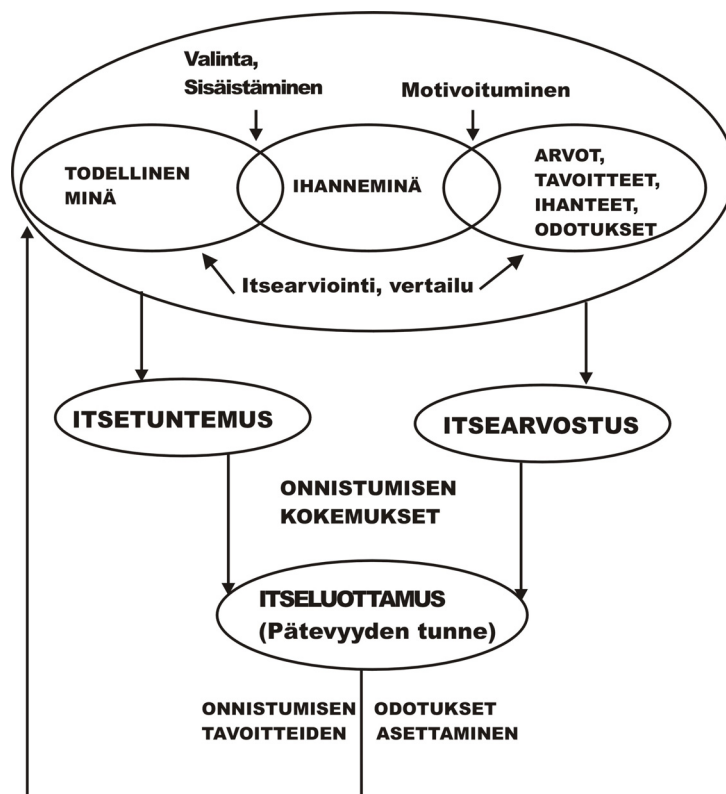 Valinta,
Sisäistäminen
Motivoituminen
TODELLINEN
MINÄ
IHANNEMINÄ
ARVOT,
TAVOITTEET,
IHANTEET,
ODOTUKSET
Itsearviointi, vertailu
ITSETUNTEMUS
ITSEARVOSTUS
ONNISTUMISEN
KOKEMUKSET
ITSELUOTTAMUS
(Pätevyyden tunne)
ONNISTUMISEN ODOTUKSET
TAVOITTEIDEN ASETTAMINEN